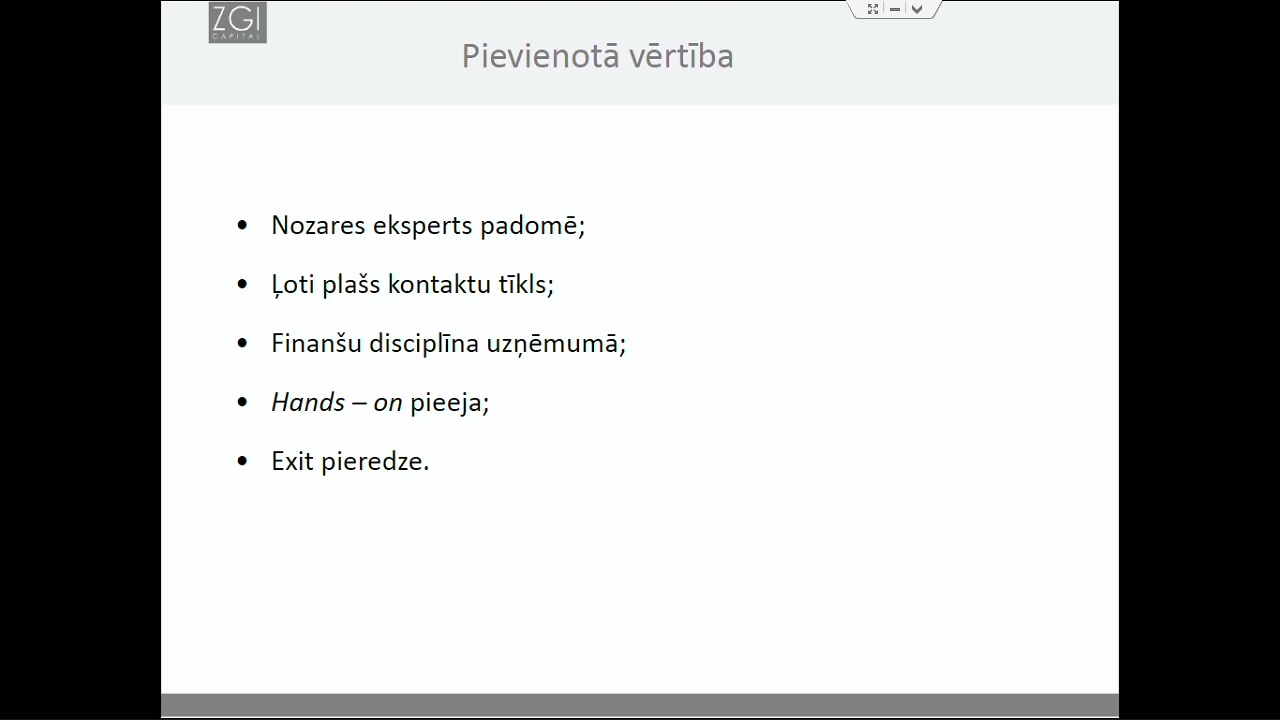 ZGI
CAPITAL
Pievienotā vērtība
• Nozares eksperts padomē;
• Ļoti plašs kontaktu tīkls;
• Finanšu disciplīna uzņēmumā;
• Hands – on pieeja;
• Exit pieredze.